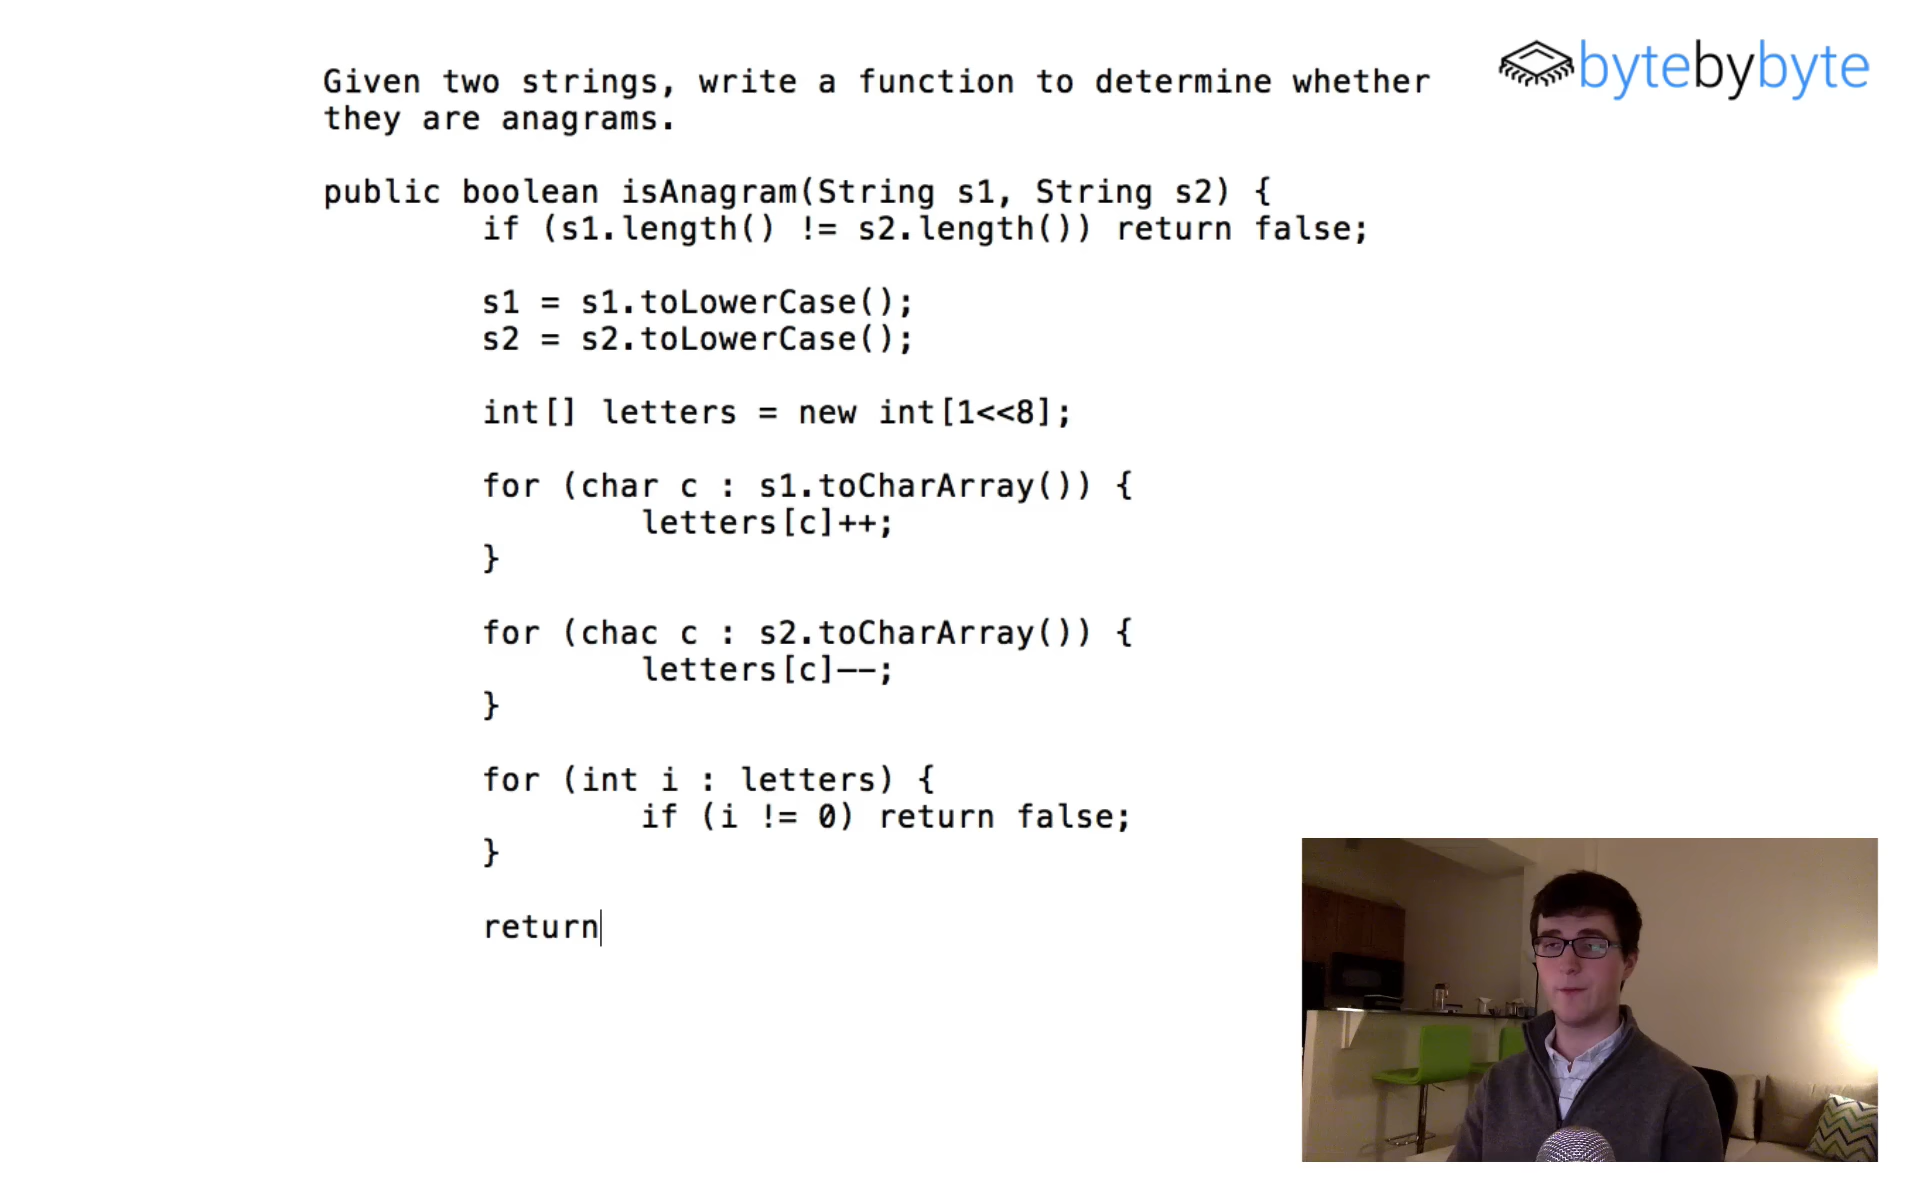 bytebybyte
Given two strings, write a function to determine whether
they are anagrams.
public boolean isAnagram(String s1, String s2) {
if (s1.length() != s2.length()) return false;
s1 = s1.toLowerCase();
s2 = s2.toLowerCase();
int[] letters = new int[1<<8];
for (char c : s1.toCharArray()) {
letters[c]++;
}
for (chac c : s2.toCharArray()) {
letters[c]--;
}
for (int i : letters) {
if (i != 0) return false;
}
return